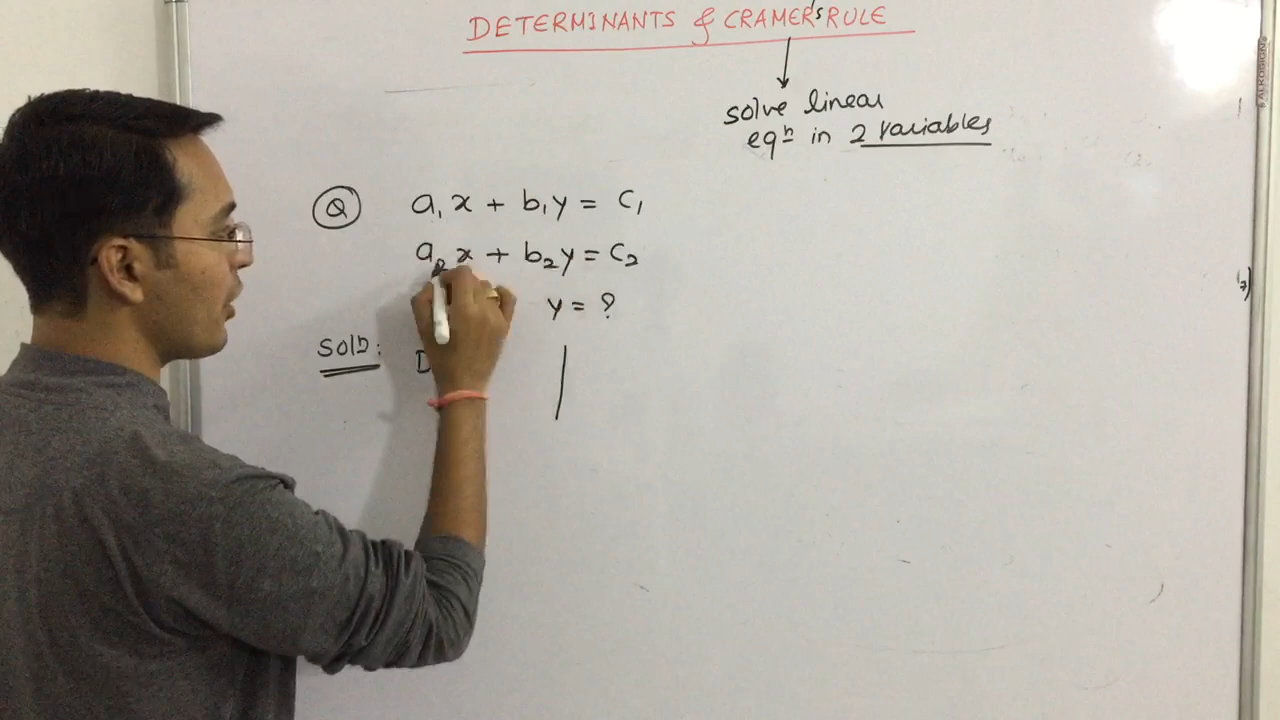 DETERMINANTS & CRAMER'S RULE
solve linear
eqⁿ in 2 variables
Q a₁x + b₁y = c₁
a₂x + b₂y = c₂
y = ?
Solⁿ: D